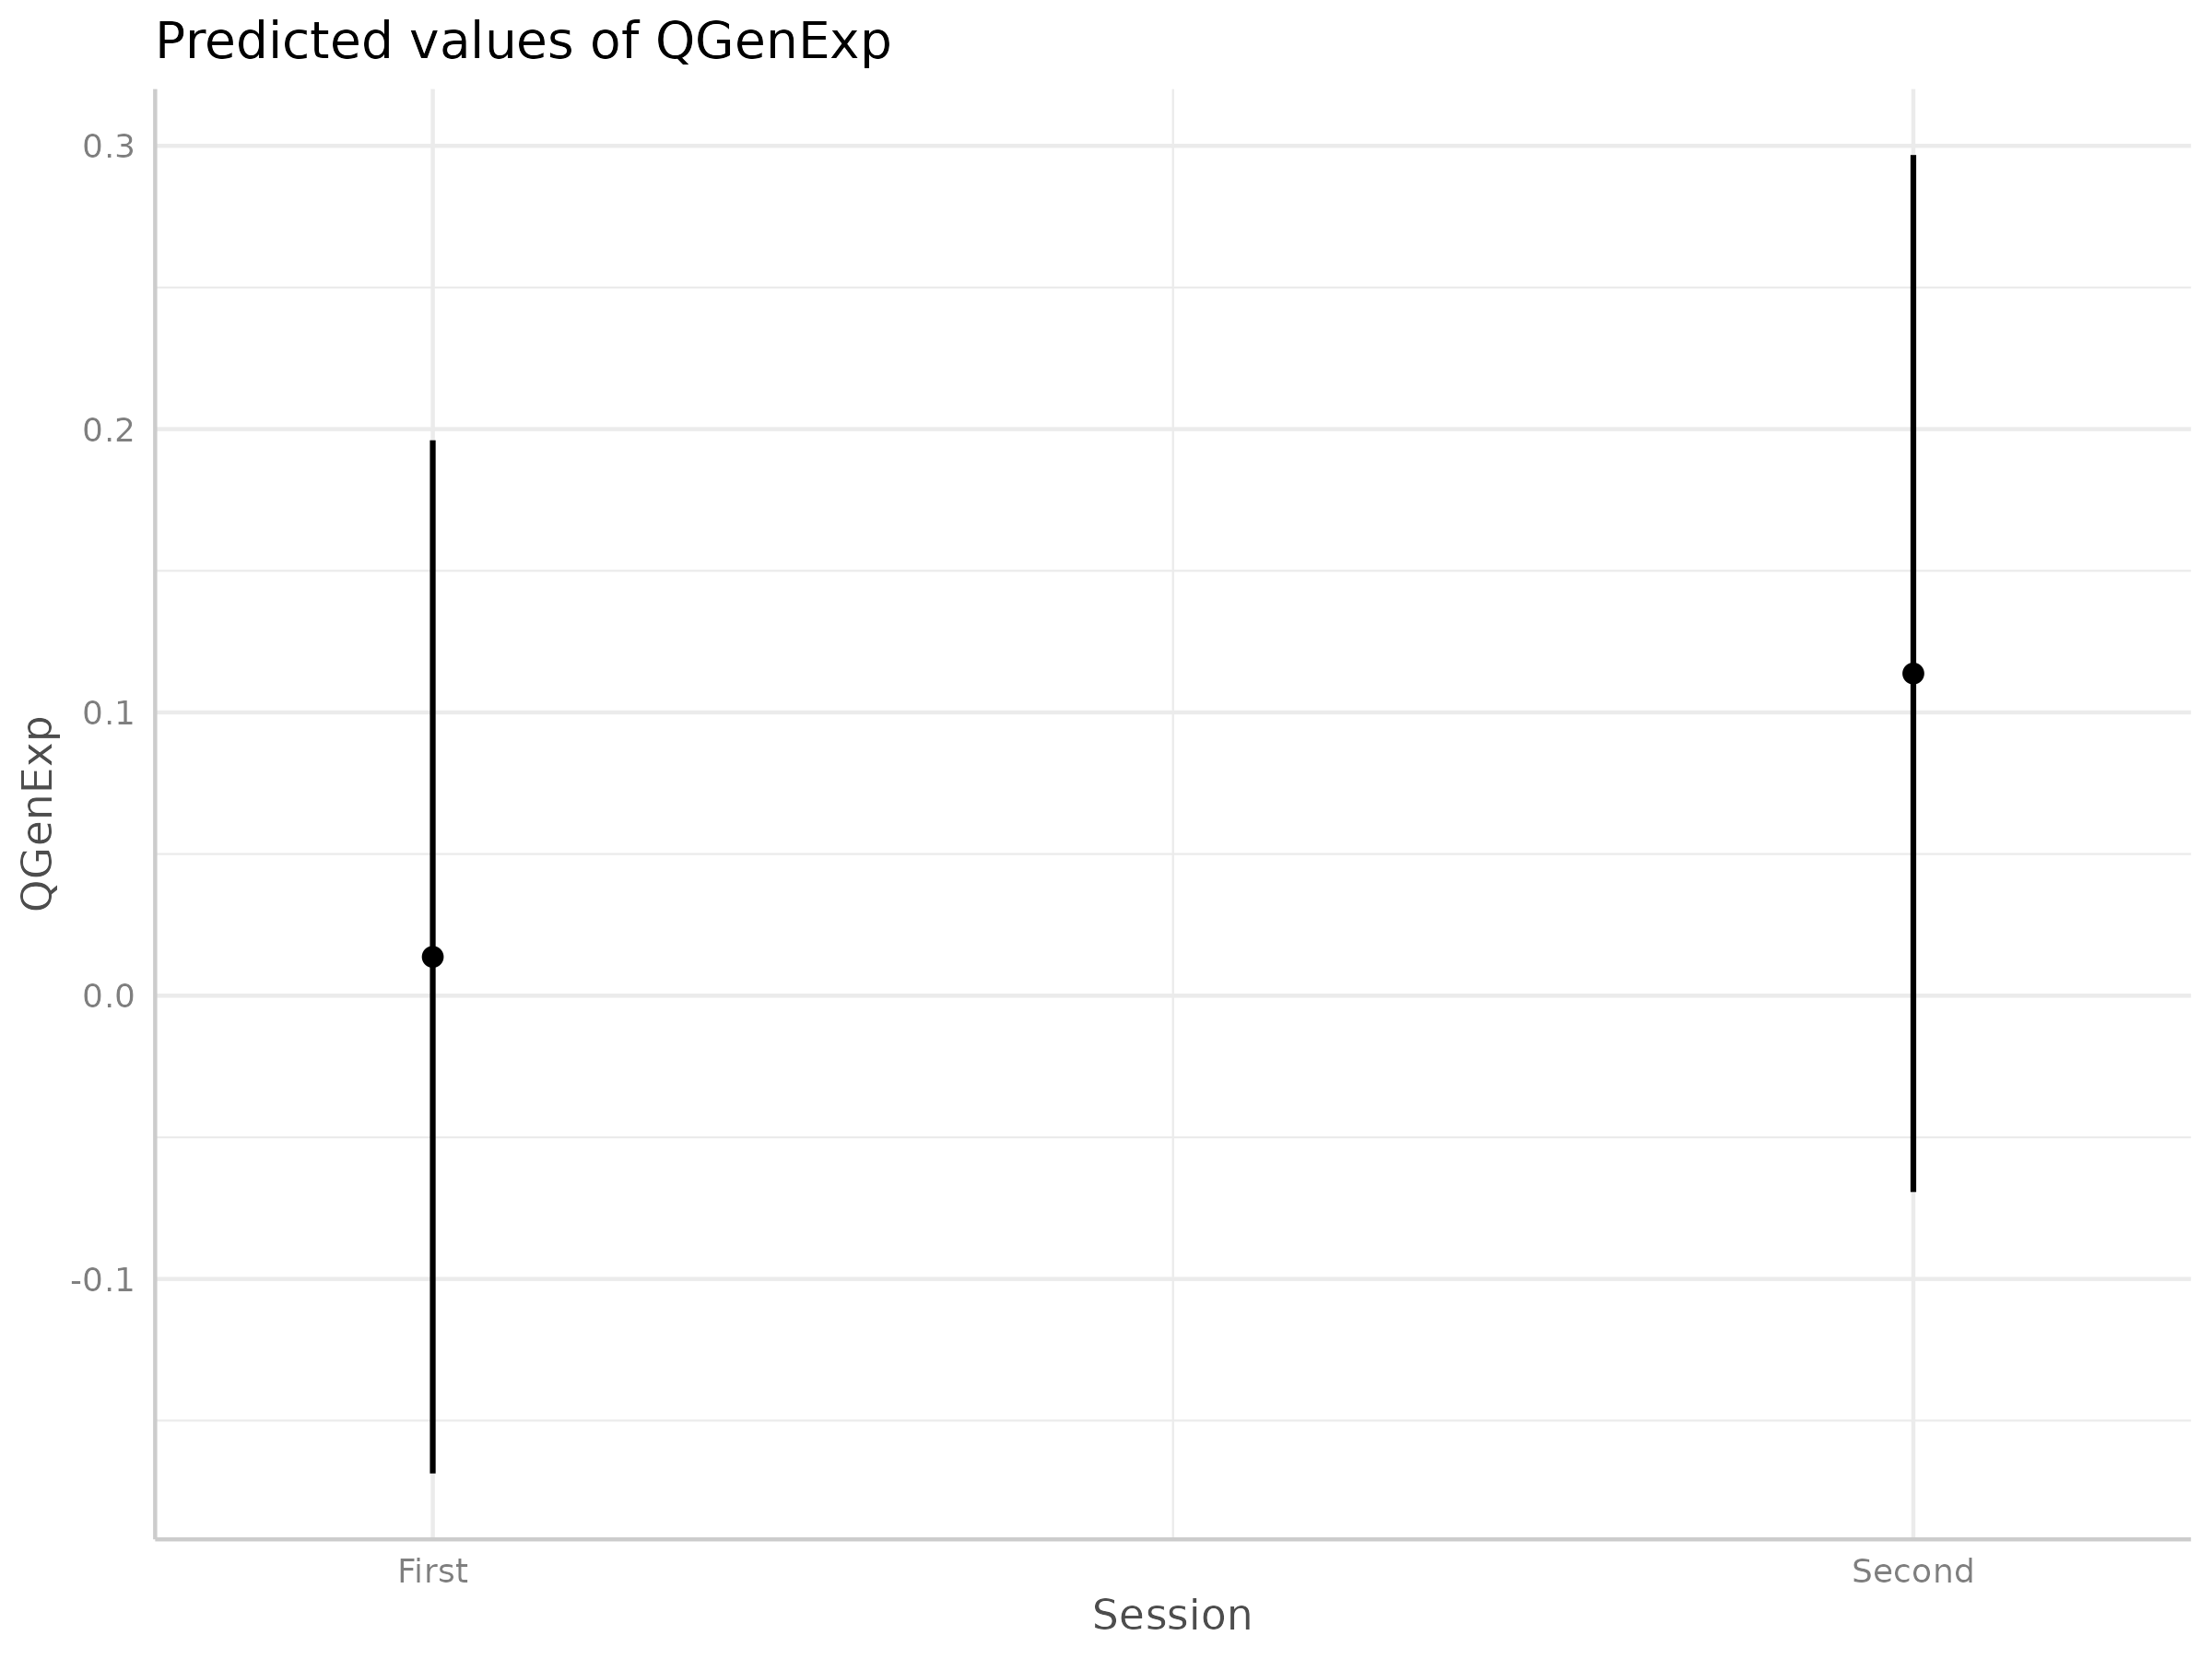 Predicted values of QGenExp
0.3
0.2
0.1
0.0
-0.1
QGenExp
First
Second
Session